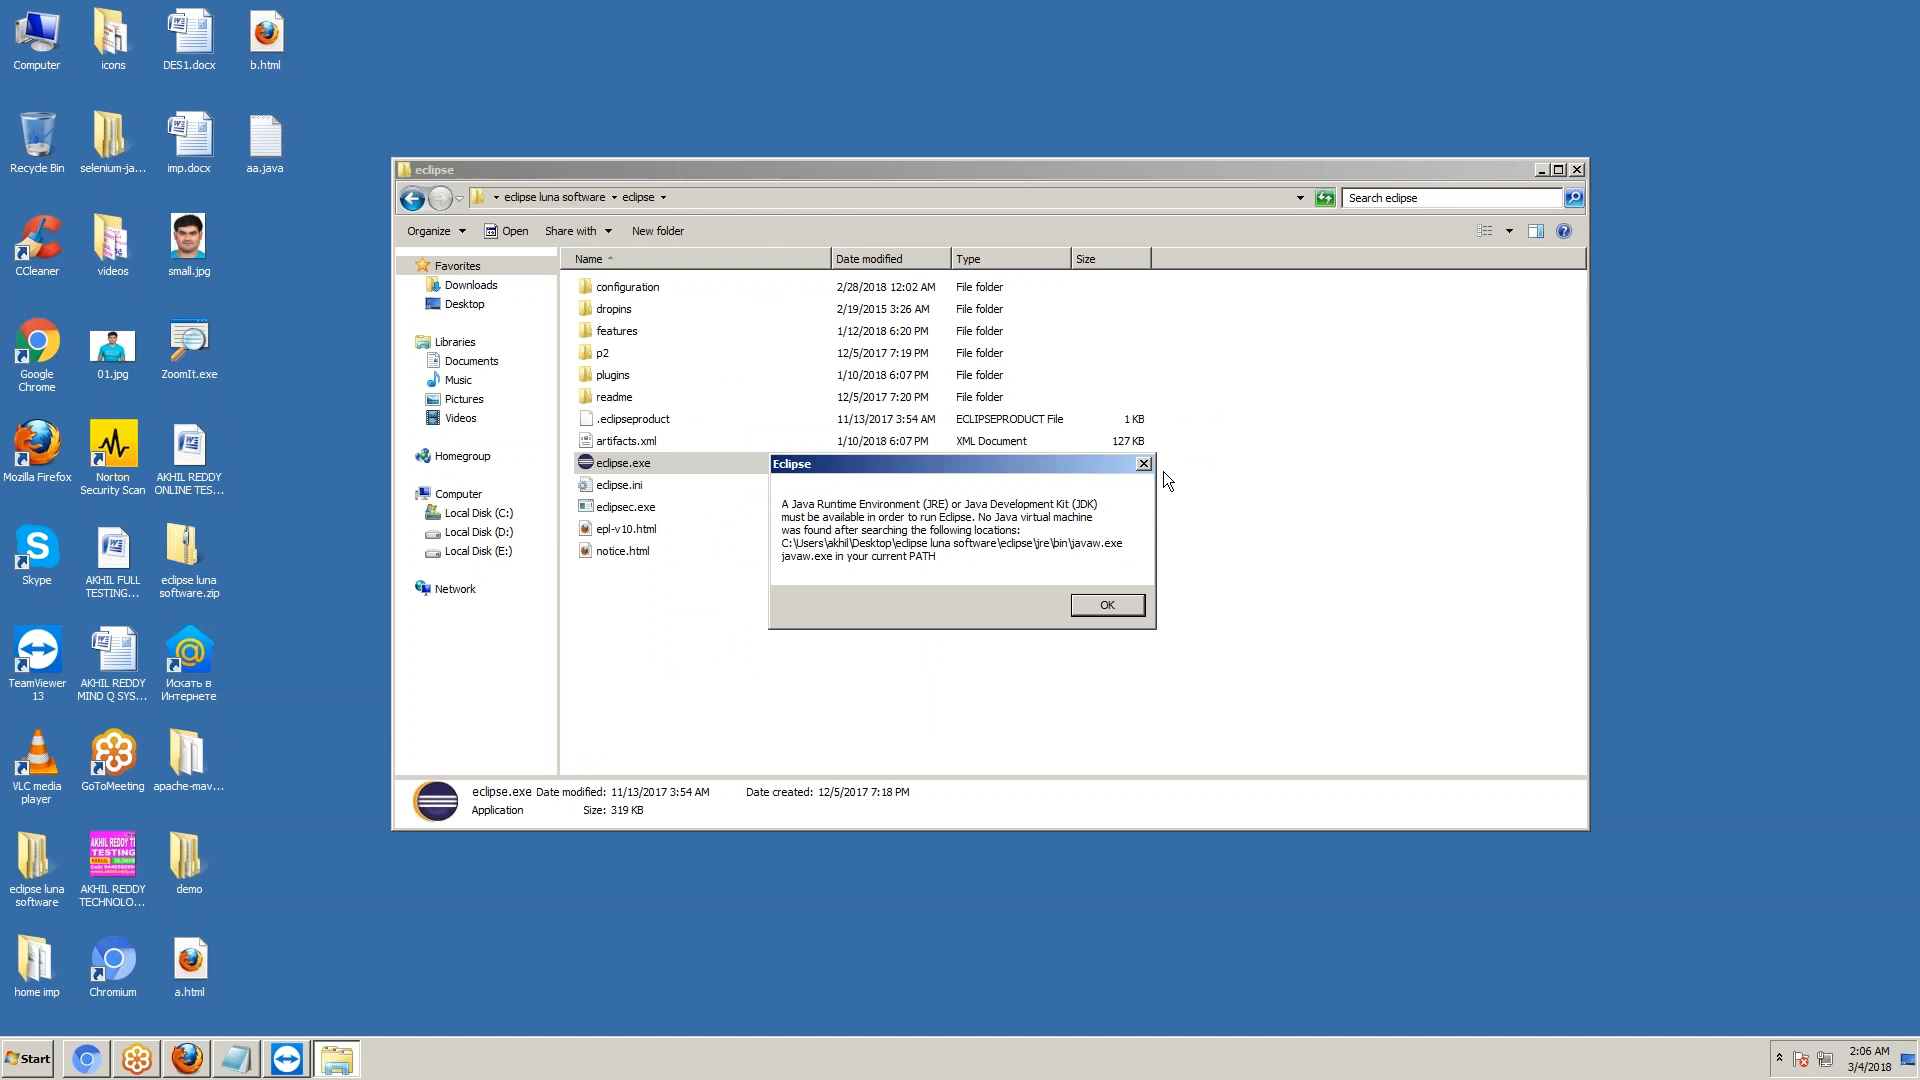 Computer
icons
DES1.docx
b.html
Recycle Bin
selenium-ja...
imp.docx
aa.java
CCleaner
videos
small.jpg
Google
Chrome
01.jpg
ZoomIt.exe
Mozilla Firefox
Norton
Security Scan
AKHIL REDDY
ONLINE TES...
Skype
AKHIL FULL
TESTING...
eclipse luna
software.zip
TeamViewer
13
AKHIL REDDY
MIND Q SYS...
Искать в
Интернете
VLC media
player
GoToMeeting
apache-mav...
eclipse luna
software
AKHIL REDDY
TECHNOLO...
demo
home imp
Chromium
a.html
eclipse
eclipse luna software
eclipse
Search eclipse
Organize
Open
Share with
New folder
Favorites
Downloads
Desktop
Libraries
Documents
Music
Pictures
Videos
Homegroup
Computer
Local Disk (C:)
Local Disk (D:)
Local Disk (E:)
Network
Name Date modified Type Size
configuration 2/28/2018 12:02 AM File folder
dropins 2/19/2015 3:26 AM File folder
features 1/12/2018 6:20 PM File folder
p2 12/5/2017 7:19 PM File folder
plugins 1/10/2018 6:07 PM File folder
readme 12/5/2017 7:20 PM File folder
.eclipseproduct 11/13/2017 3:54 AM ECLIPSEPRODUCT File 1 KB
artifacts.xml 1/10/2018 6:07 PM XML Document 127 KB
eclipse.exe
eclipse.ini
eclipsec.exe
epl-v10.html
notice.html
Eclipse
A Java Runtime Environment (JRE) or Java Development Kit (JDK)
must be available in order to run Eclipse. No Java virtual machine
was found after searching the following locations:
C:\Users\akhil\Desktop\eclipse luna software\eclipse\jre\bin\javaw.exe
javaw.exe in your current PATH
OK
eclipse.exe Date modified: 11/13/2017 3:54 AM Date created: 12/5/2017 7:18 PM
Application Size: 319 KB
Start
2:06 AM
3/4/2018